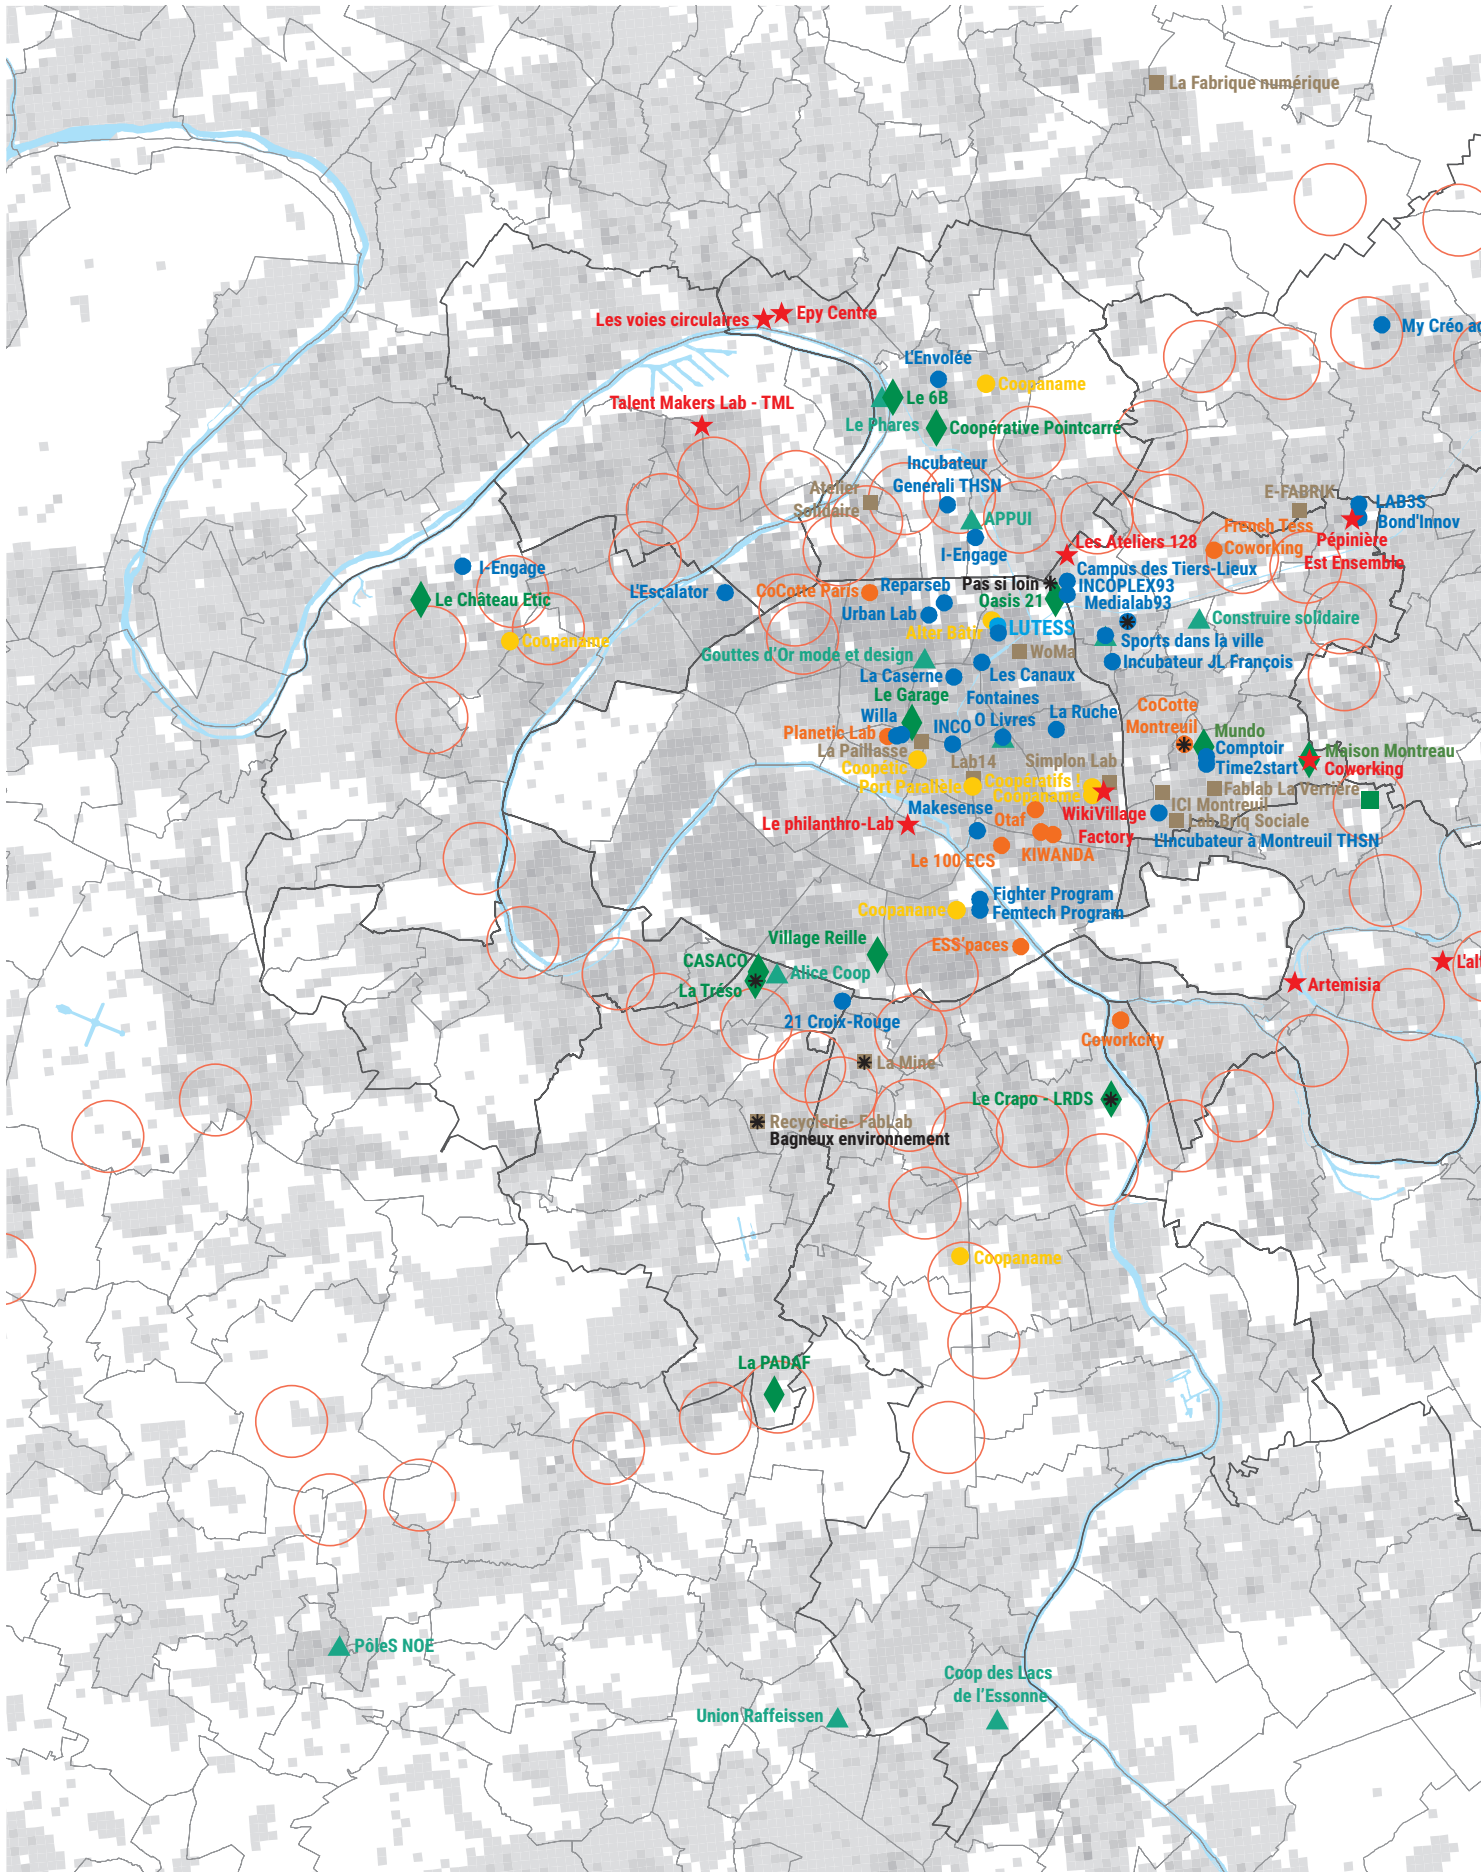 La Fabrique numérique
Les voies circulaires
Epy Centre
My Créo
L'Envolée
Coopaname
Le 6B
Talent Makers Lab - TML
Le Phares
Coopérative Pointcarré
Incubateur
Generali THSN
Atelier
Solidaire
APPUI
I-Engage
E-FABRIK
LAB3S
Bond'Innov
French Tess
Coworking
Pépinière
Est Ensemble
Les Ateliers 128
Campus des Tiers-Lieux
INCOPLEX93
Medialab93
I-Engage
Le Château Etic
L'Escalator
CoCotte Paris
Reparseb
Pas si loin
Oasis 21
Urban Lab
Alter Bâtir
LUTESS
Construire solidaire
Sports dans la ville
Coopaname
Gouttes d'Or mode et design
WoMa
Incubateur JL François
La Caserne
Les Canaux
Le Garage
Fontaines
O Livres
Willa
INCO
La Ruche
CoCotte
Montreuil
Planetic Lab
La Paillasse
Mundo
Comptoir
Time2start
Maison Montreau
Coworking
Coopétic
Lab14
Simplon Lab
Port Parallèle
Coopératifs !
Coopaname
Fablab La Verrière
Makesense
Otaf
WikiVillage
Factory
ICI Montreuil
Lab Briq Sociale
Le philanthro-Lab
L'Incubateur à Montreuil THSN
Le 100 ECS
KIWANDA
Fighter Program
Coopaname
Femtech Program
Village Reille
ESS'paces
CASACO
Alice Coop
La Tréso
Artemisia
21 Croix-Rouge
Coworkcity
La Mine
Le Crapo - LRDS
Recyclerie- FabLab
Bagneux environnement
Coopaname
La PADAF
PôleS NOE
Coop des Lacs
de l'Essonne
Union Raffeissen